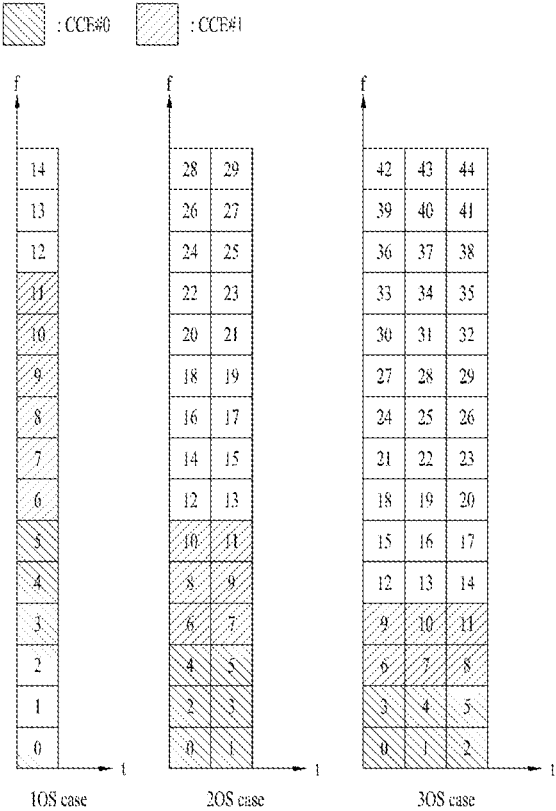 : CCE#0 : CCE#1
f f f
14 28 29 42 43 44
13 26 27 39 40 41
12 24 25 36 37 38
11 22 23 33 34 35
10 20 21 30 31 32
9 18 19 27 28 29
8 16 17 24 25 26
7 14 15 21 22 23
6 12 13 18 19 20
5 10 11 15 16 17
4 8 9 12 13 14
3 6 7 9 10 11
2 4 5 6 7 8
1 2 3 3 4 5
0 0 1 0 1 2
t t t
1OS case 2OS case 3OS case